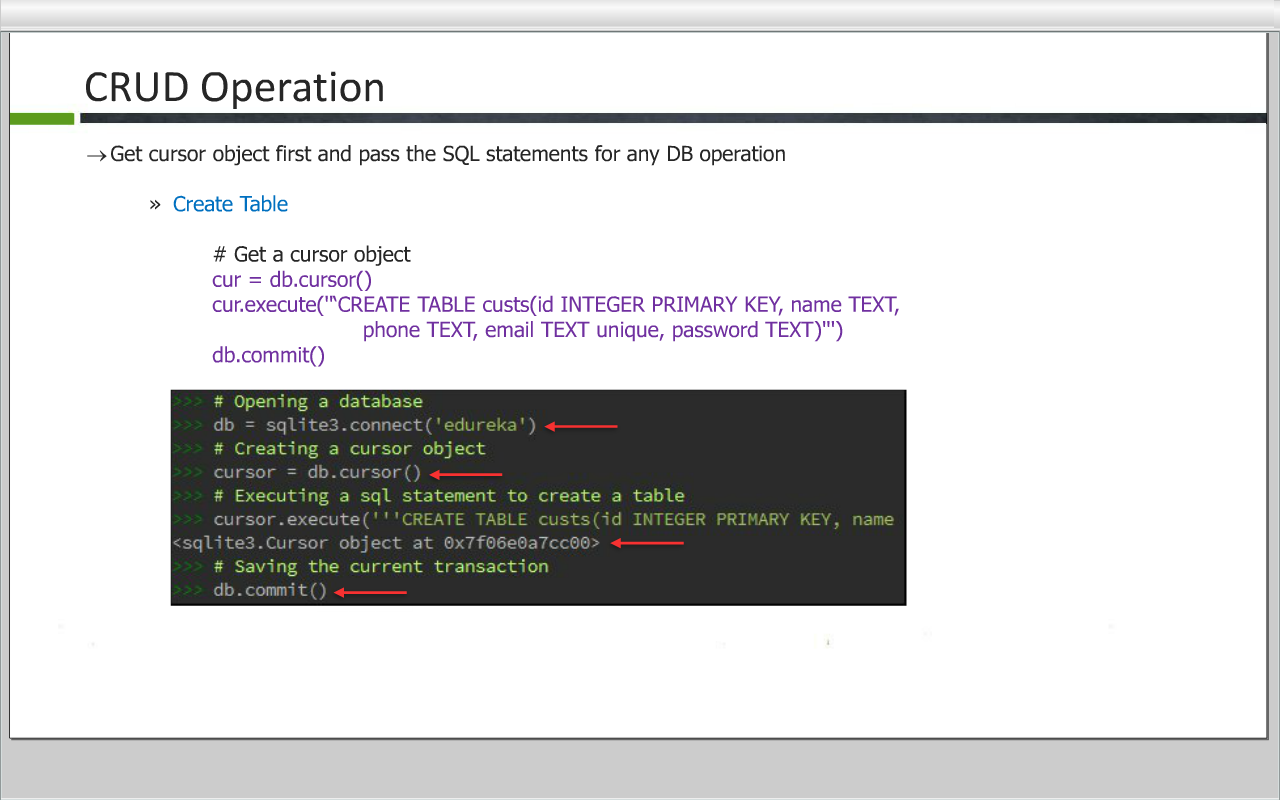 CRUD Operation
→Get cursor object first and pass the SQL statements for any DB operation
» Create Table
# Get a cursor object
cur = db.cursor()
cur.execute('"CREATE TABLE custs(id INTEGER PRIMARY KEY, name TEXT,
phone TEXT, email TEXT unique, password TEXT)"')
db.commit()
>>> # Opening a database
>>> db = sqlite3.connect('edureka')
>>> # Creating a cursor object
>>> cursor = db.cursor()
>>> # Executing a sql statement to create a table
>>> cursor.execute('''CREATE TABLE custs(id INTEGER PRIMARY KEY, name
<sqlite3.Cursor object at 0x7f06e0a7cc00>
>>> # Saving the current transaction
>>> db.commit()